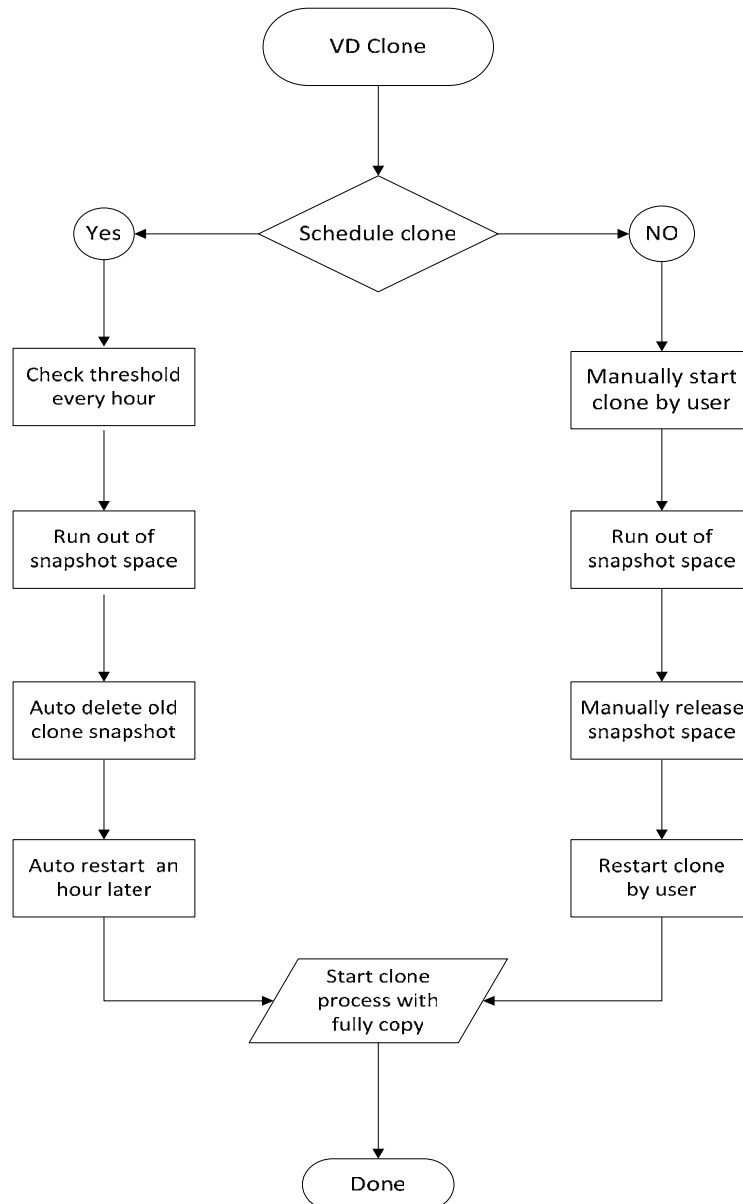 VD Clone
Schedule clone
Yes
NO
Check threshold
every hour
Manually start
clone by user
Run out of
snapshot space
Run out of
snapshot space
Auto delete old
clone snapshot
Manually release
snapshot space
Auto restart an
hour later
Restart clone
by user
Start clone
process with
fully copy
Done